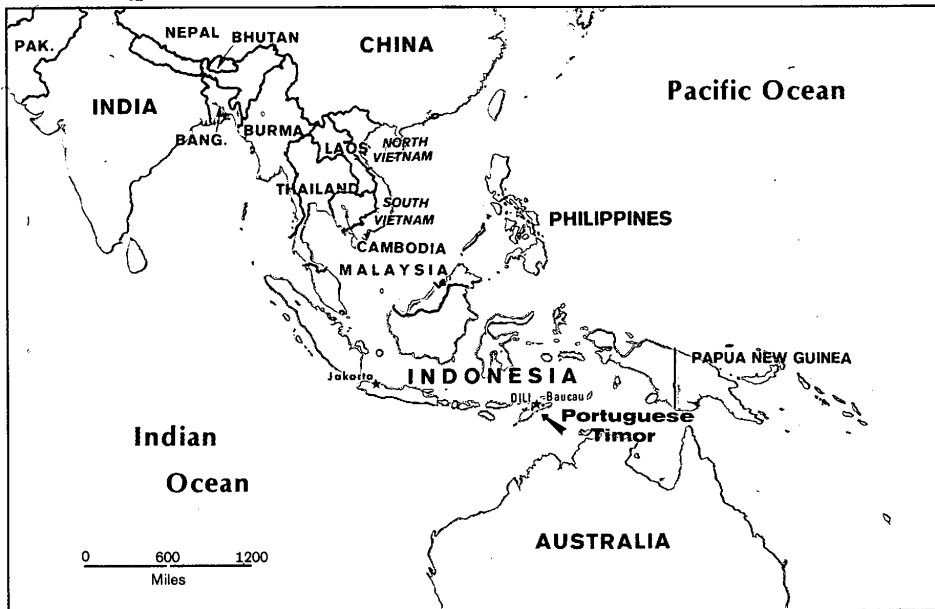 NEPAL
BHUTAN
PAK.
CHINA
Pacific Ocean
INDIA
BANG.
BURMA
LAOS
NORTH
VIETNAM
THAILAND
SOUTH
VIETNAM
PHILIPPINES
CAMBODIA
MALAYSIA
PAPUA NEW GUINEA
Jakarta
INDONESIA
DILI
Baucau
Portuguese
Timor
Indian
Ocean
AUSTRALIA
0 600 1200
Miles